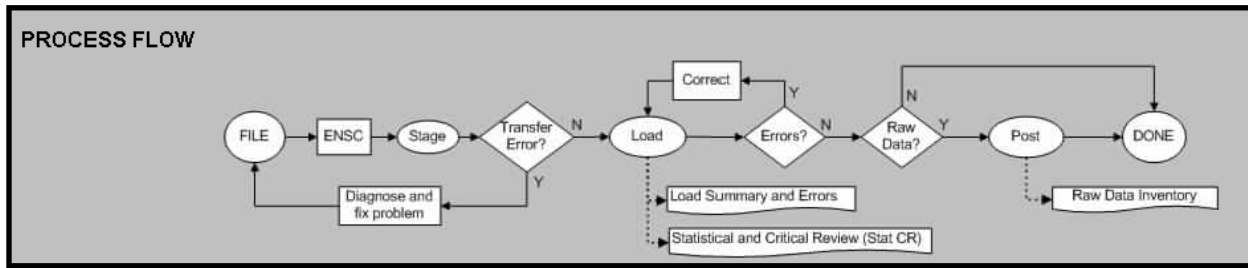 PROCESS FLOW
Correct
Y
N
FILE
ENSC
Stage
Transfer
Error?
N
Load
Errors?
N
Raw
Data?
Y
Post
DONE
Y
Diagnose and
fix problem
Load Summary and Errors
Raw Data Inventory
Statistical and Critical Review (Stat CR)